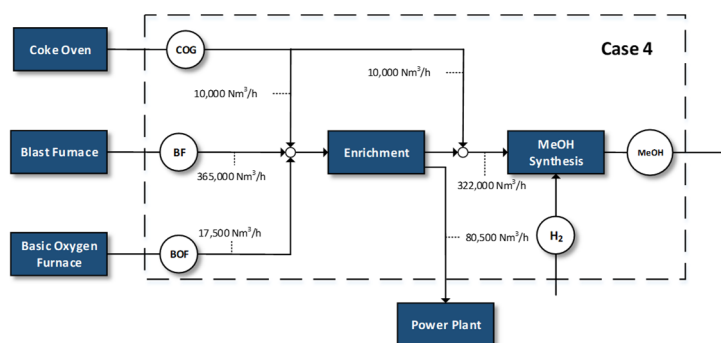 Coke Oven
COG
Case 4
10,000 Nm³/h
10,000 Nm³/h
Blast Furnace
BF
Enrichment
MeOH
Synthesis
MeOH
365,000 Nm³/h
322,000 Nm³/h
17,500 Nm³/h
Basic Oxygen
Furnace
BOF
80,500 Nm³/h
H₂
Power Plant